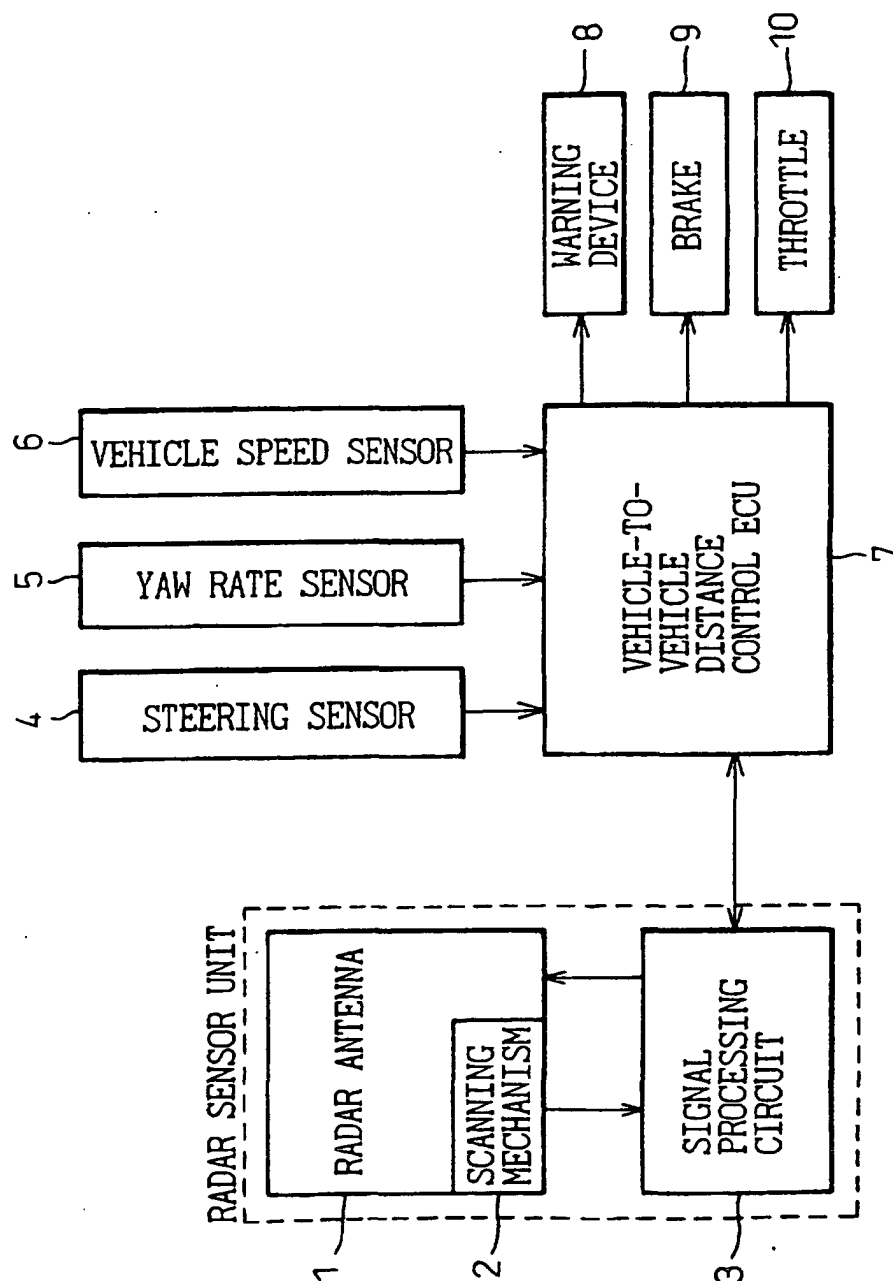 RADAR SENSOR UNIT
1
RADAR ANTENNA
2
SCANNING
MECHANISM
3
SIGNAL
PROCESSING
CIRCUIT
4
STEERING SENSOR
5
YAW RATE SENSOR
6
VEHICLE SPEED SENSOR
VEHICLE-TO-
VEHICLE
DISTANCE
CONTROL ECU
7
WARNING
DEVICE
8
BRAKE
9
THROTTLE
10